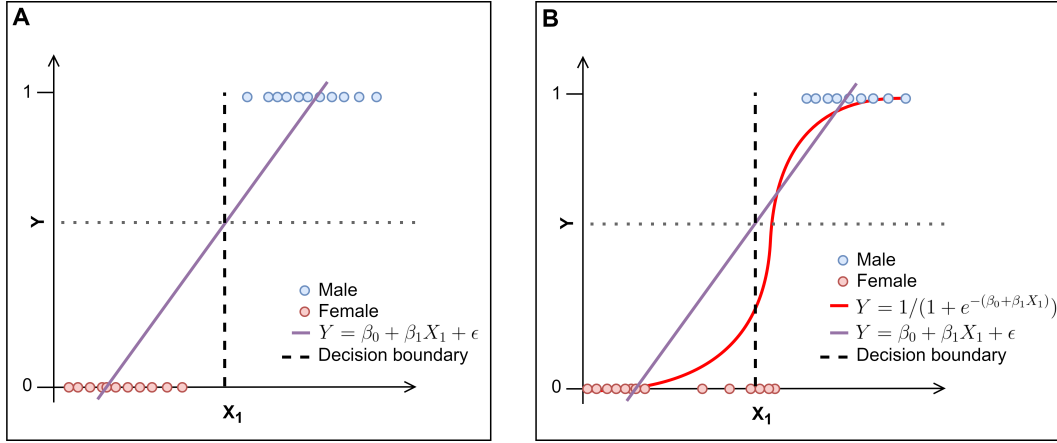 A
1
Y
0
X₁
Male
Female
Y = β₀ + β₁X₁ + ϵ
Decision boundary
B
1
Y
0
X₁
Male
Female
Y = 1/(1 + e^{-(β₀+β₁X₁)})
Y = β₀ + β₁X₁ + ϵ
Decision boundary